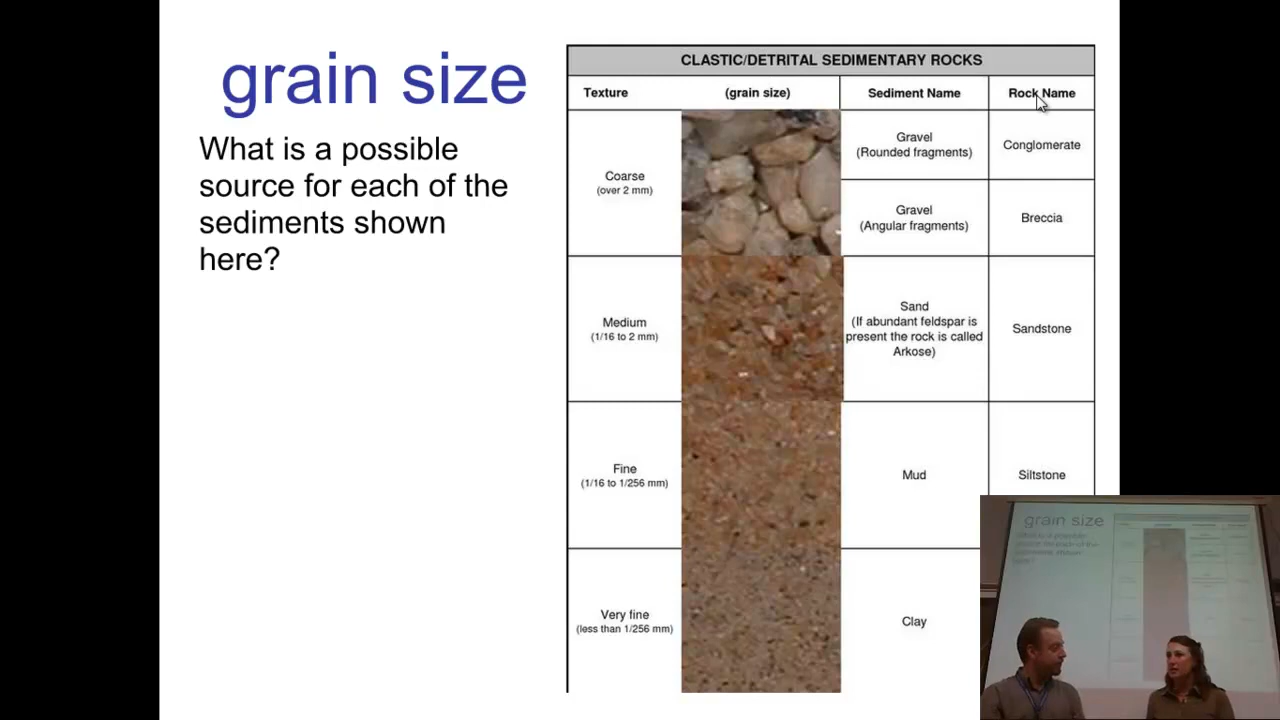 grain size
What is a possible
source for each of the
sediments shown
here?
CLASTIC/DETRITAL SEDIMENTARY ROCKS
Texture (grain size) Sediment Name Rock Name
Coarse
(over 2 mm)
Gravel
(Rounded fragments)
Conglomerate
Gravel
(Angular fragments)
Breccia
Medium
(1/16 to 2 mm)
Sand
(If abundant feldspar is
present the rock is called
Arkose)
Sandstone
Fine
(1/16 to 1/256 mm)
Mud
Siltstone
Very fine
(less than 1/256 mm)
Clay
grain size